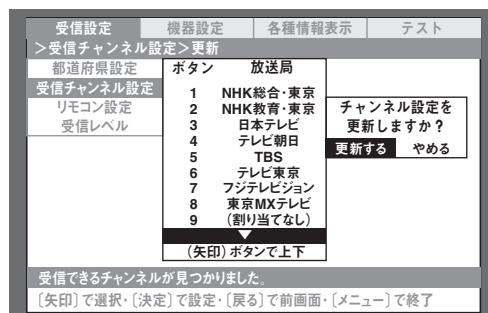 受信設定 機器設定 各種情報表示 テスト
>受信チャンネル設定>更新
都道府県設定
受信チャンネル設定
リモコン設定
受信レベル
ボタン 放送局
1 NHK総合・東京
2 NHK教育・東京
3 日本テレビ
4 テレビ朝日
5 TBS
6 テレビ東京
7 フジテレビジョン
8 東京MXテレビ
9 (割り当てなし)
(矢印)ボタンで上下
チャンネル設定を
更新しますか？
更新する やめる
受信できるチャンネルが見つかりました。
〔矢印〕で選択・〔決定〕で設定・〔戻る〕で前画面・〔メニュー〕で終了